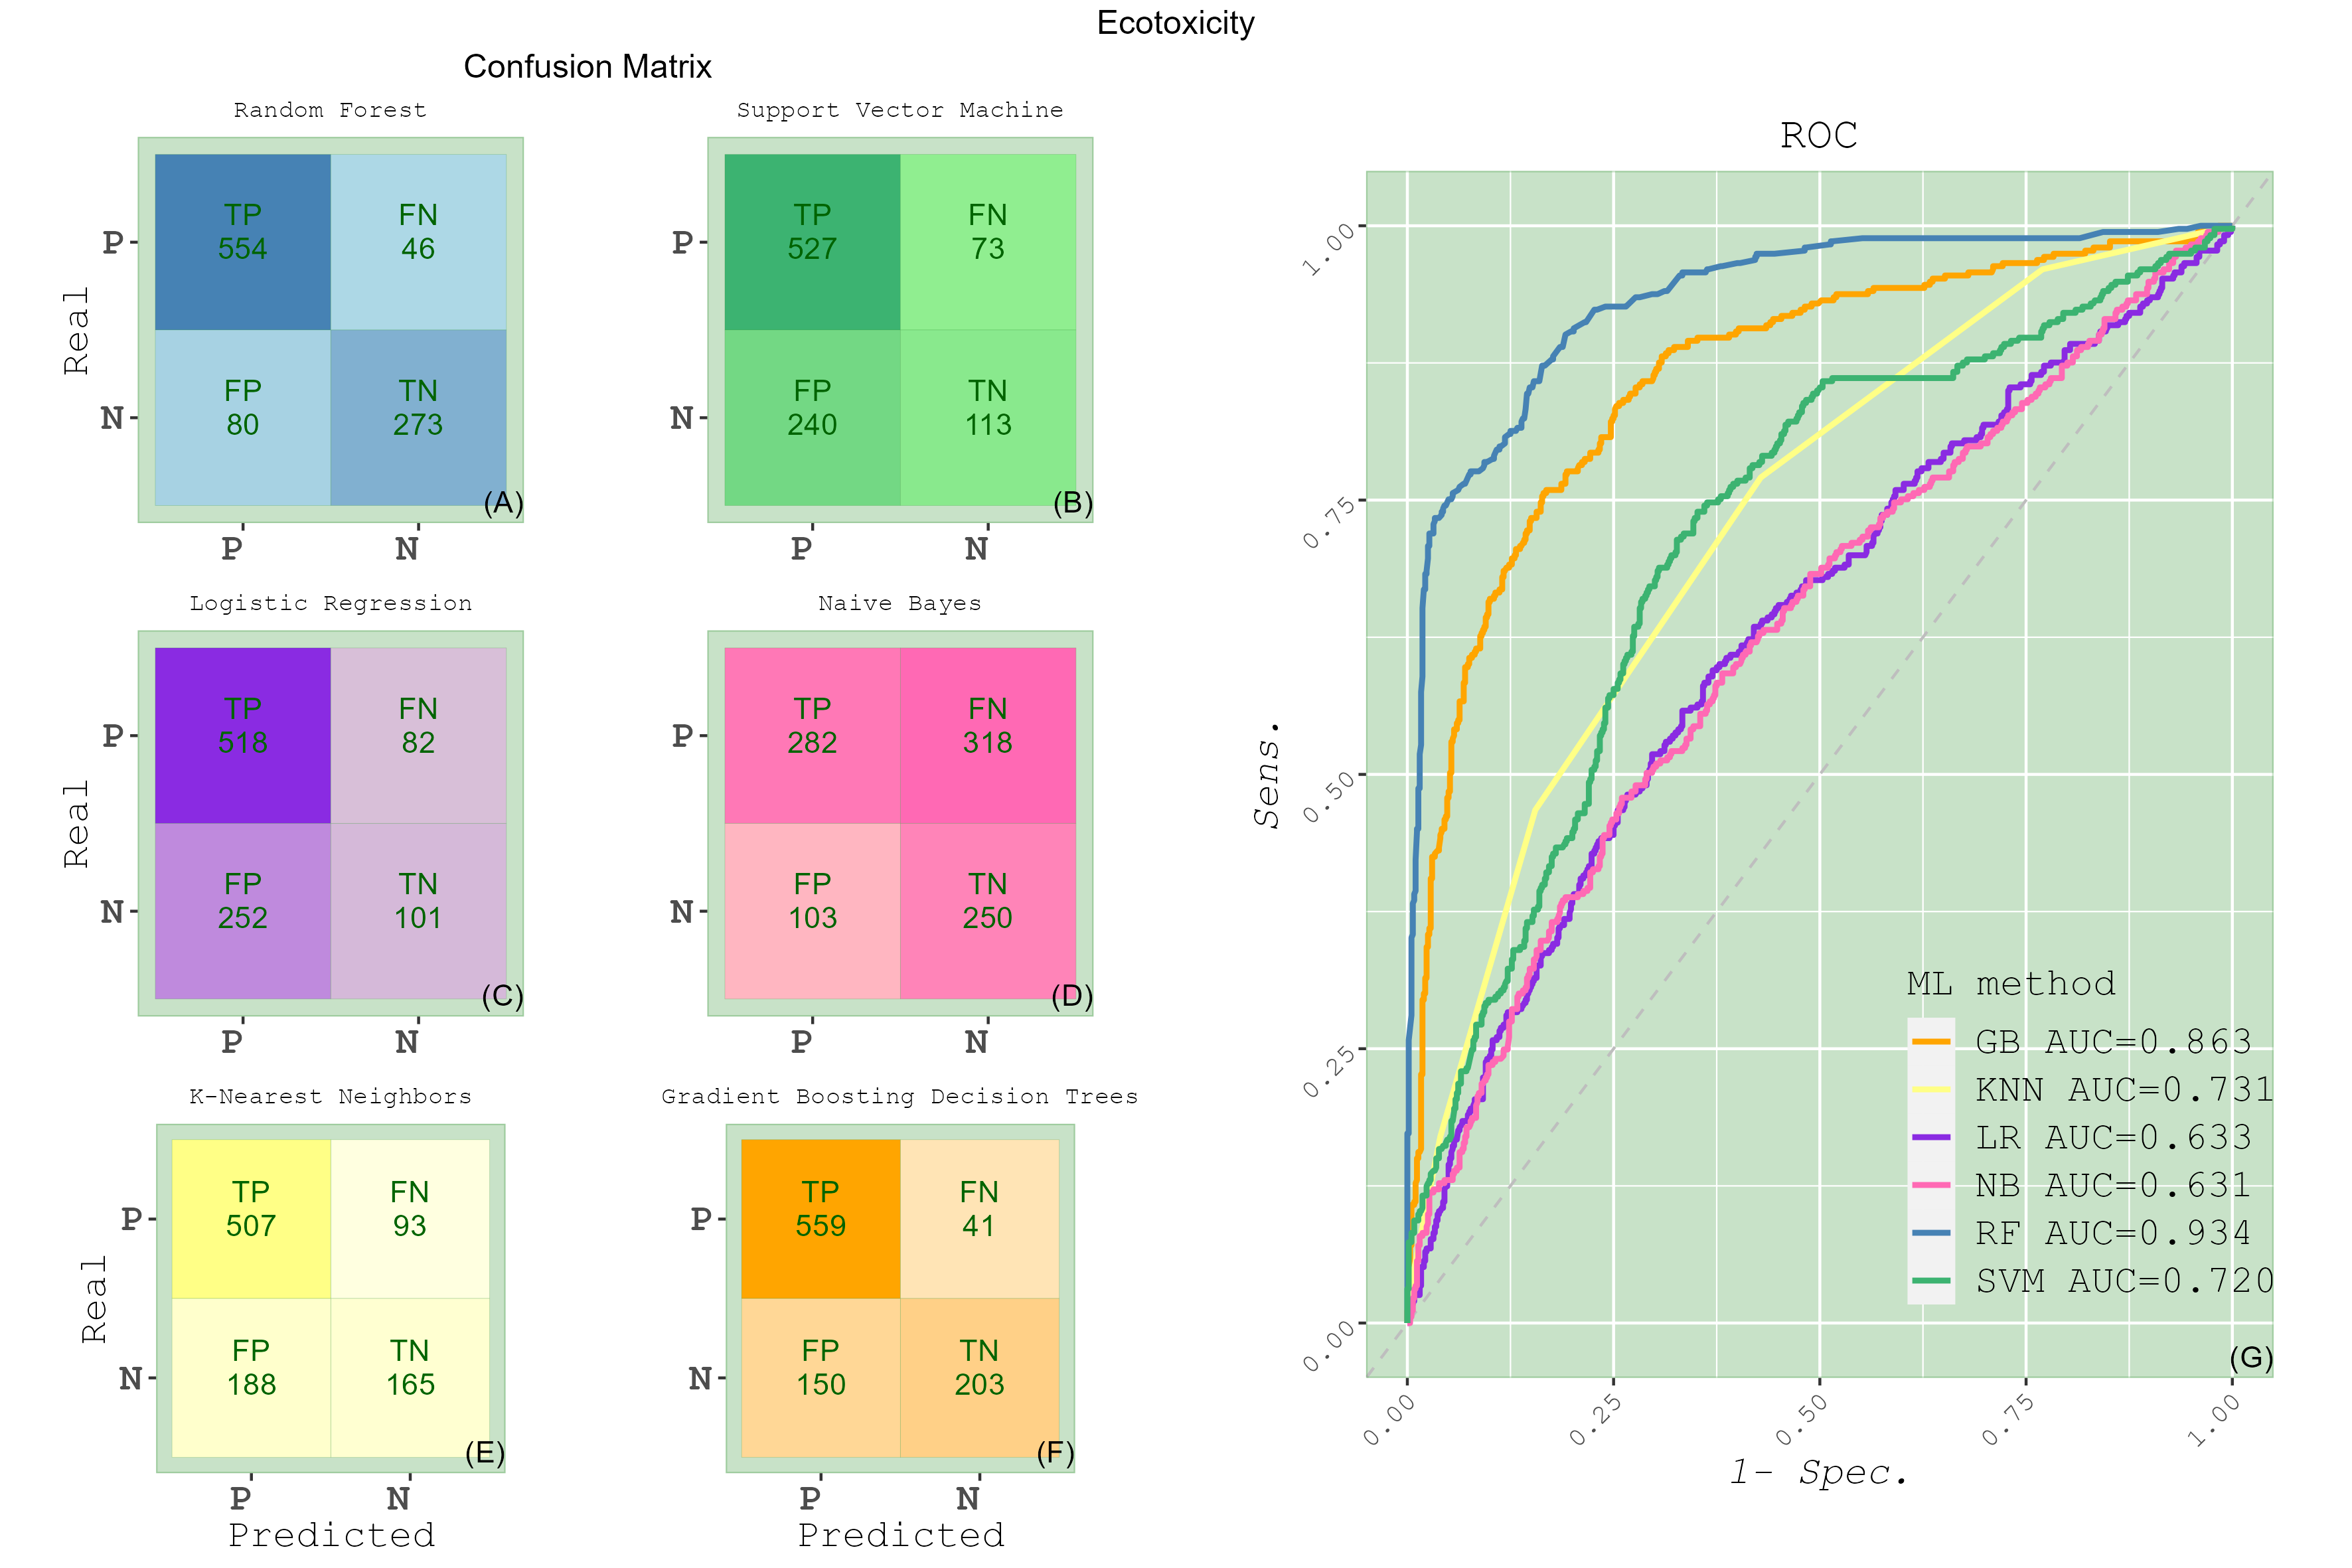 Ecotoxicity
Confusion Matrix
Random Forest
Real
P
TP
554
FN
46
N
FP
80
TN
273
(A)
P
N
Support Vector Machine
P
TP
527
FN
73
N
FP
240
TN
113
(B)
P
N
Logistic Regression
Real
P
TP
518
FN
82
N
FP
252
TN
101
(C)
P
N
Naive Bayes
P
TP
282
FN
318
N
FP
103
TN
250
(D)
P
N
K-Nearest Neighbors
Real
P
TP
507
FN
93
N
FP
188
TN
165
(E)
P
N
Predicted
Gradient Boosting Decision Trees
P
TP
559
FN
41
N
FP
150
TN
203
(F)
P
N
Predicted
ROC
Sens.
1.00
0.75
0.50
0.25
0.00
ML method
GB AUC=0.863
KNN AUC=0.731
LR AUC=0.633
NB AUC=0.631
RF AUC=0.934
SVM AUC=0.720
(G)
0.00
0.25
0.50
0.75
1.00
1- Spec.